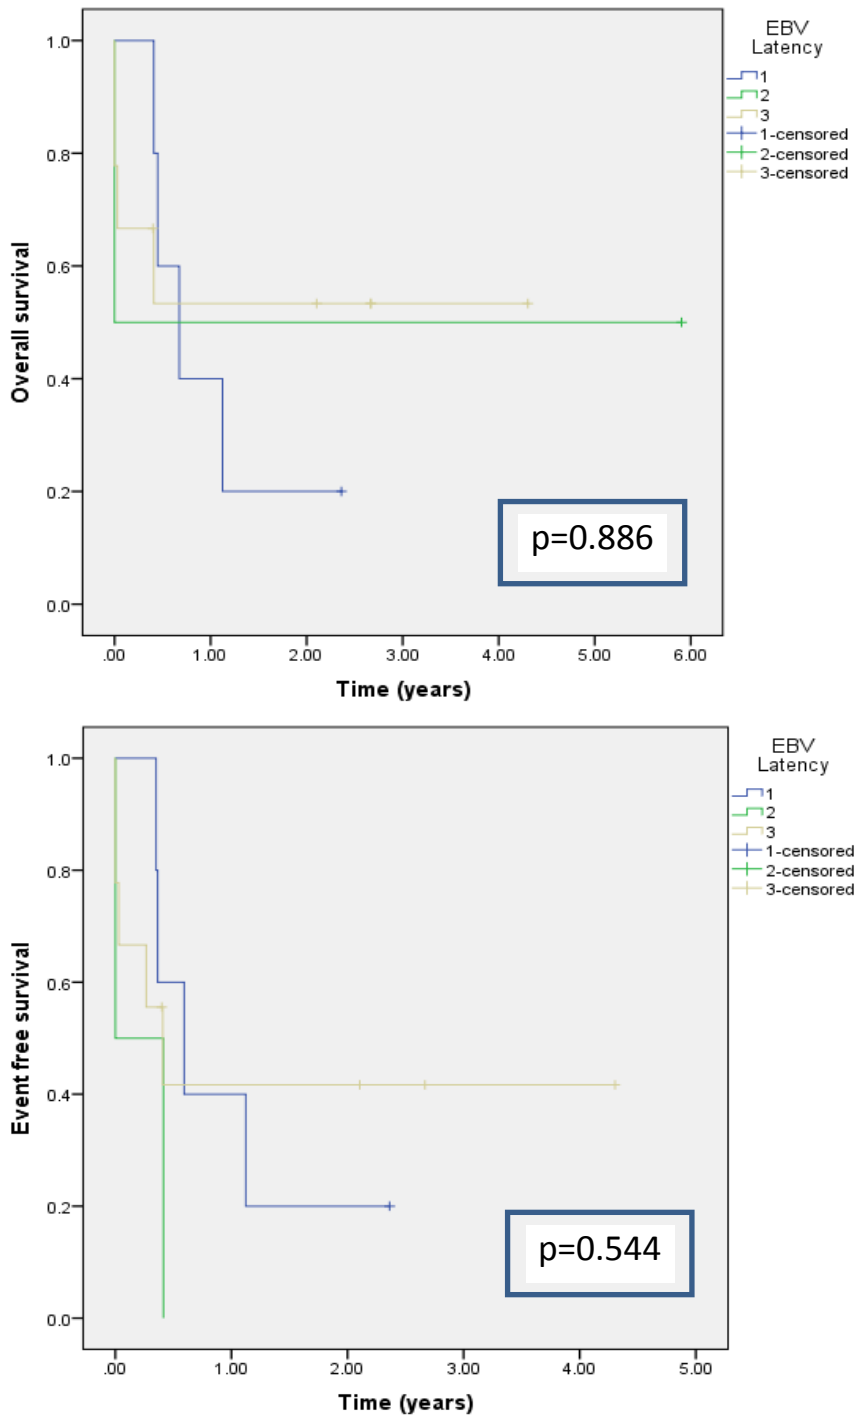 EBV
Latency
1
2
3
1-censored
2-censored
3-censored
Overall survival
1.0
0.8
0.6
0.4
0.2
0.0
p=0.886
.00 1.00 2.00 3.00 4.00 5.00 6.00
Time (years)
EBV
Latency
1
2
3
1-censored
2-censored
3-censored
Event free survival
1.0
0.8
0.6
0.4
0.2
0.0
p=0.544
.00 1.00 2.00 3.00 4.00 5.00
Time (years)